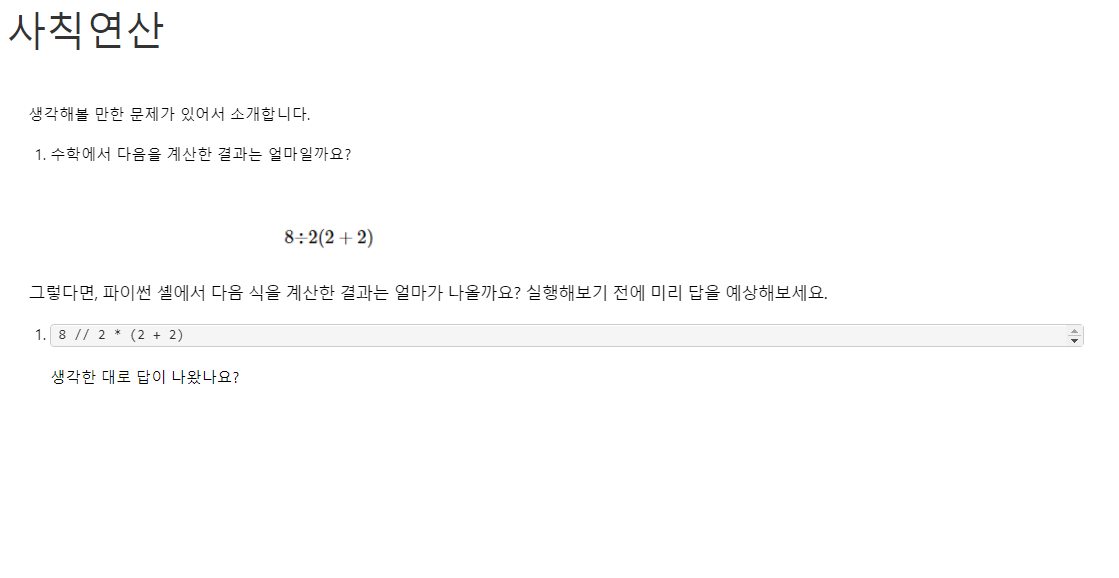 사칙연산
생각해볼 만한 문제가 있어서 소개합니다.
1. 수학에서 다음을 계산한 결과는 얼마일까요?
8÷2(2 + 2)
그렇다면, 파이썬 셸에서 다음 식을 계산한 결과는 얼마가 나올까요? 실행해보기 전에 미리 답을 예상해보세요.
1. 8 // 2 * (2 + 2)
생각한 대로 답이 나왔나요?